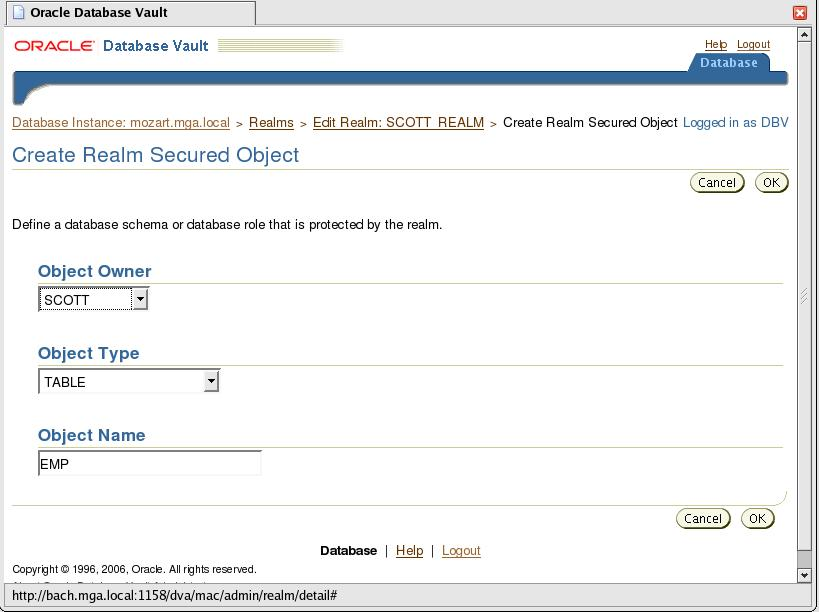 Oracle Database Vault
ORACLE Database Vault
Help Logout
Database
Database Instance: mozart.mga.local > Realms > Edit Realm: SCOTT_REALM > Create Realm Secured Object Logged in as DBV
Create Realm Secured Object
Cancel OK
Define a database schema or database role that is protected by the realm.
Object Owner
SCOTT
Object Type
TABLE
Object Name
EMP
Cancel OK
Database | Help | Logout
Copyright © 1996, 2006, Oracle. All rights reserved.
http://bach.mga.local:1158/dva/mac/admin/realm/detail#